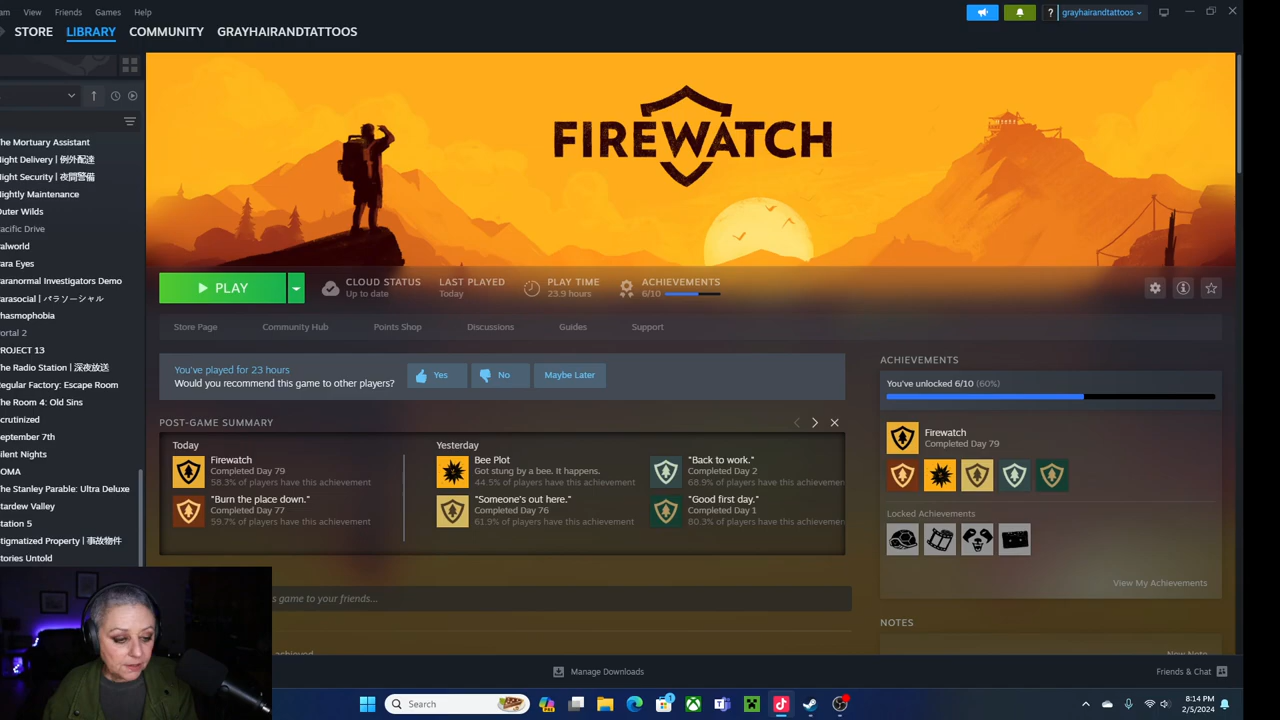 am View Friends Games Help
? grayhairandtattoos
STORE LIBRARY COMMUNITY GRAYHAIRANDTATTOOS
FIREWATCH
he Mortuary Assistant
light Delivery | 例外配達
light Security | 夜間警備
lightly Maintenance
Outer Wilds
acific Drive
alworld
ara Eyes
aranormal Investigators Demo
arasocial | パラソーシャル
hasmophobia
ortal 2
ROJECT 13
he Radio Station | 深夜放送
egular Factory: Escape Room
he Room 4: Old Sins
crutinized
eptember 7th
ilent Nights
OMA
he Stanley Parable: Ultra Deluxe
tardew Valley
tation 5
tigmatized Property | 事故物件
tories Untold
PLAY
CLOUD STATUS
Up to date
LAST PLAYED
Today
PLAY TIME
23.9 hours
ACHIEVEMENTS
6/10
Store Page Community Hub Points Shop Discussions Guides Support
You've played for 23 hours
Would you recommend this game to other players?
Yes No Maybe Later
POST-GAME SUMMARY
Today
Firewatch
Completed Day 79
58.3% of players have this achievement
"Burn the place down."
Completed Day 77
59.7% of players have this achievement
Yesterday
Bee Plot
Got stung by a bee. It happens.
44.5% of players have this achievement
"Someone's out here."
Completed Day 76
61.9% of players have this achievement
"Back to work."
Completed Day 2
68.9% of players have this achievement
"Good first day."
Completed Day 1
80.3% of players have this achievemen
s game to your friends...
achieved
ACHIEVEMENTS
You've unlocked 6/10 (60%)
Firewatch
Completed Day 79
Locked Achievements
View My Achievements
NOTES
New Note
Manage Downloads
Friends & Chat
Search
8:14 PM
2/5/2024